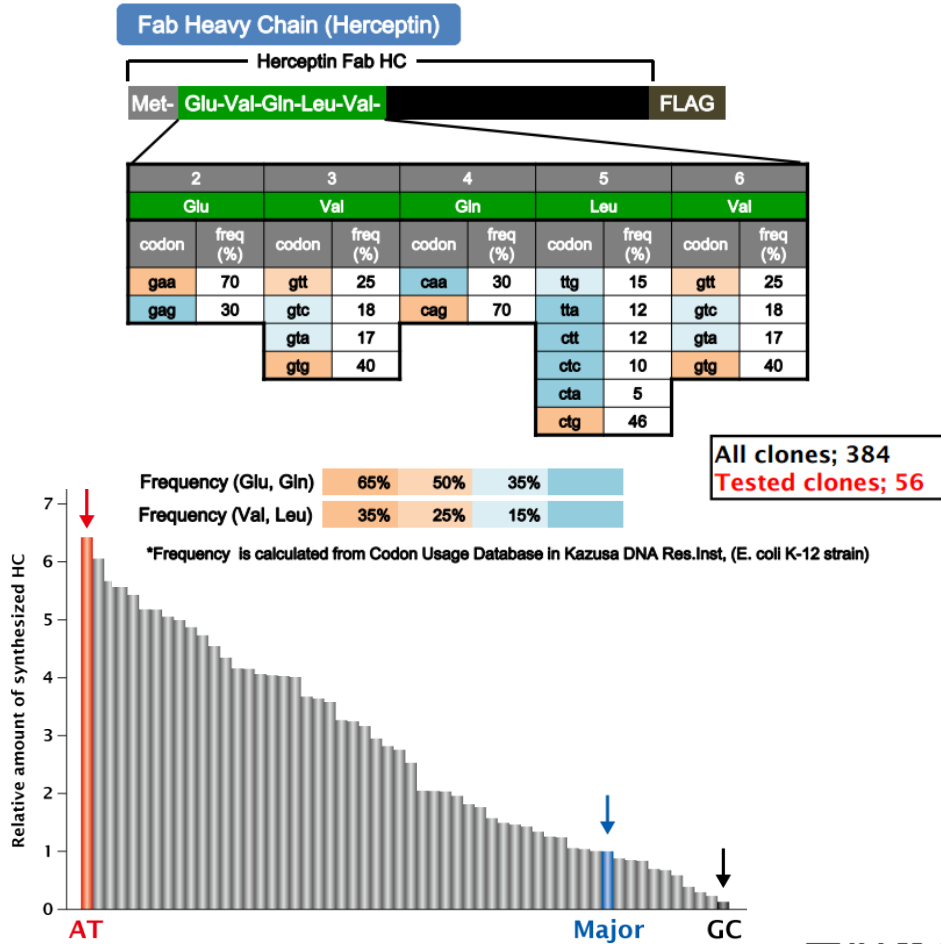 Fab Heavy Chain (Herceptin)
Herceptin Fab HC
Met- Glu-Val-Gln-Leu-Val- FLAG
2 3 4 5 6
Glu Val Gln Leu Val
codon freq (%) codon freq (%) codon freq (%) codon freq (%) codon freq (%)
gaa 70 gtt 25 caa 30 ttg 15 gtt 25
gag 30 gtc 18 cag 70 tta 12 gtc 18
gta 17 ctt 12 gta 17
gtg 40 ctc 10 gtg 40
cta 5
ctg 46
All clones; 384
Tested clones; 56
Frequency (Glu, Gln) 65% 50% 35%
Frequency (Val, Leu) 35% 25% 15%
*Frequency is calculated from Codon Usage Database in Kazusa DNA Res.Inst, (E. coli K-12 strain)
Relative amount of synthesized HC
7
6
5
4
3
2
1
0
AT Major GC